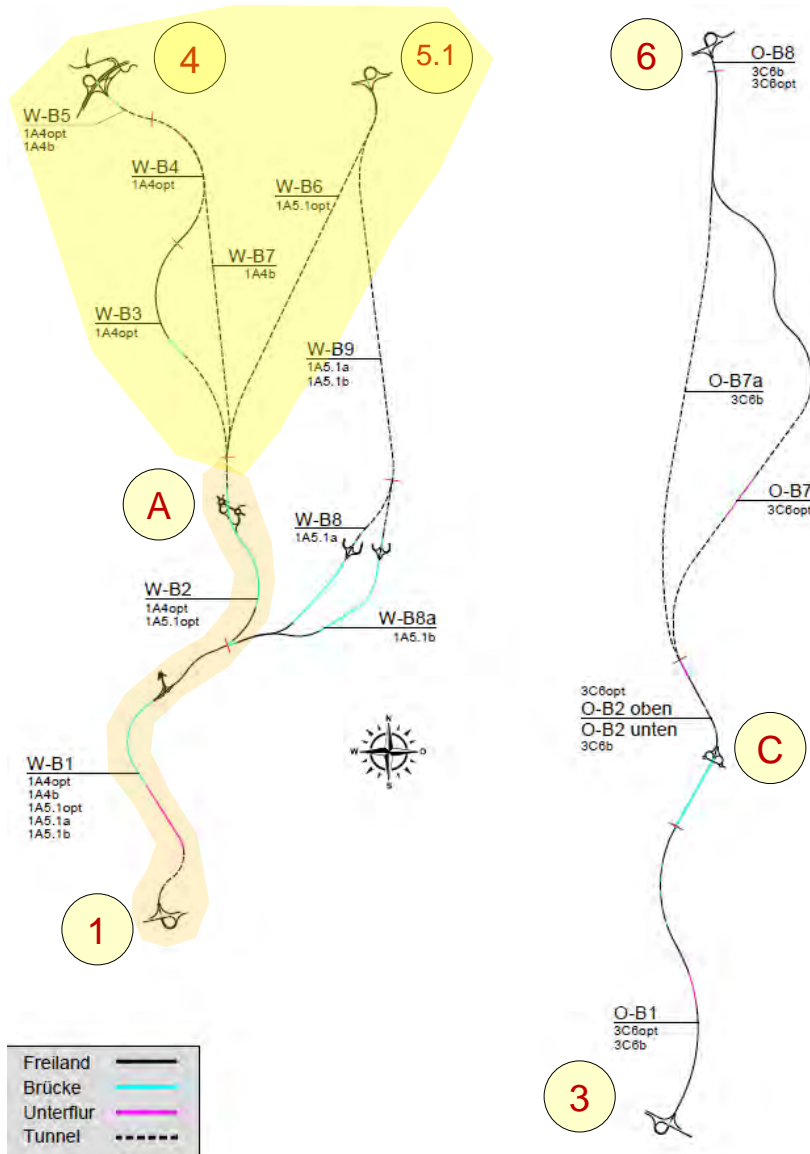 4
5.1
6
O-B8
3C6b
3C6opt
W-B5
1A4opt
1A4b
W-B4
1A4opt
W-B6
1A5.1opt
W-B7
1A4b
W-B3
1A4opt
W-B9
1A5.1a
1A5.1b
O-B7a
3C6b
O-B7
3C6opt
A
W-B8
1A5.1a
W-B2
1A4opt
1A5.1opt
W-B8a
1A5.1b
3C6opt
O-B2 oben
O-B2 unten
3C6b
C
N
W
O
S
W-B1
1A4opt
1A4b
1A5.1opt
1A5.1a
1A5.1b
1
O-B1
3C6opt
3C6b
3
Freiland
Brücke
Unterflur
Tunnel